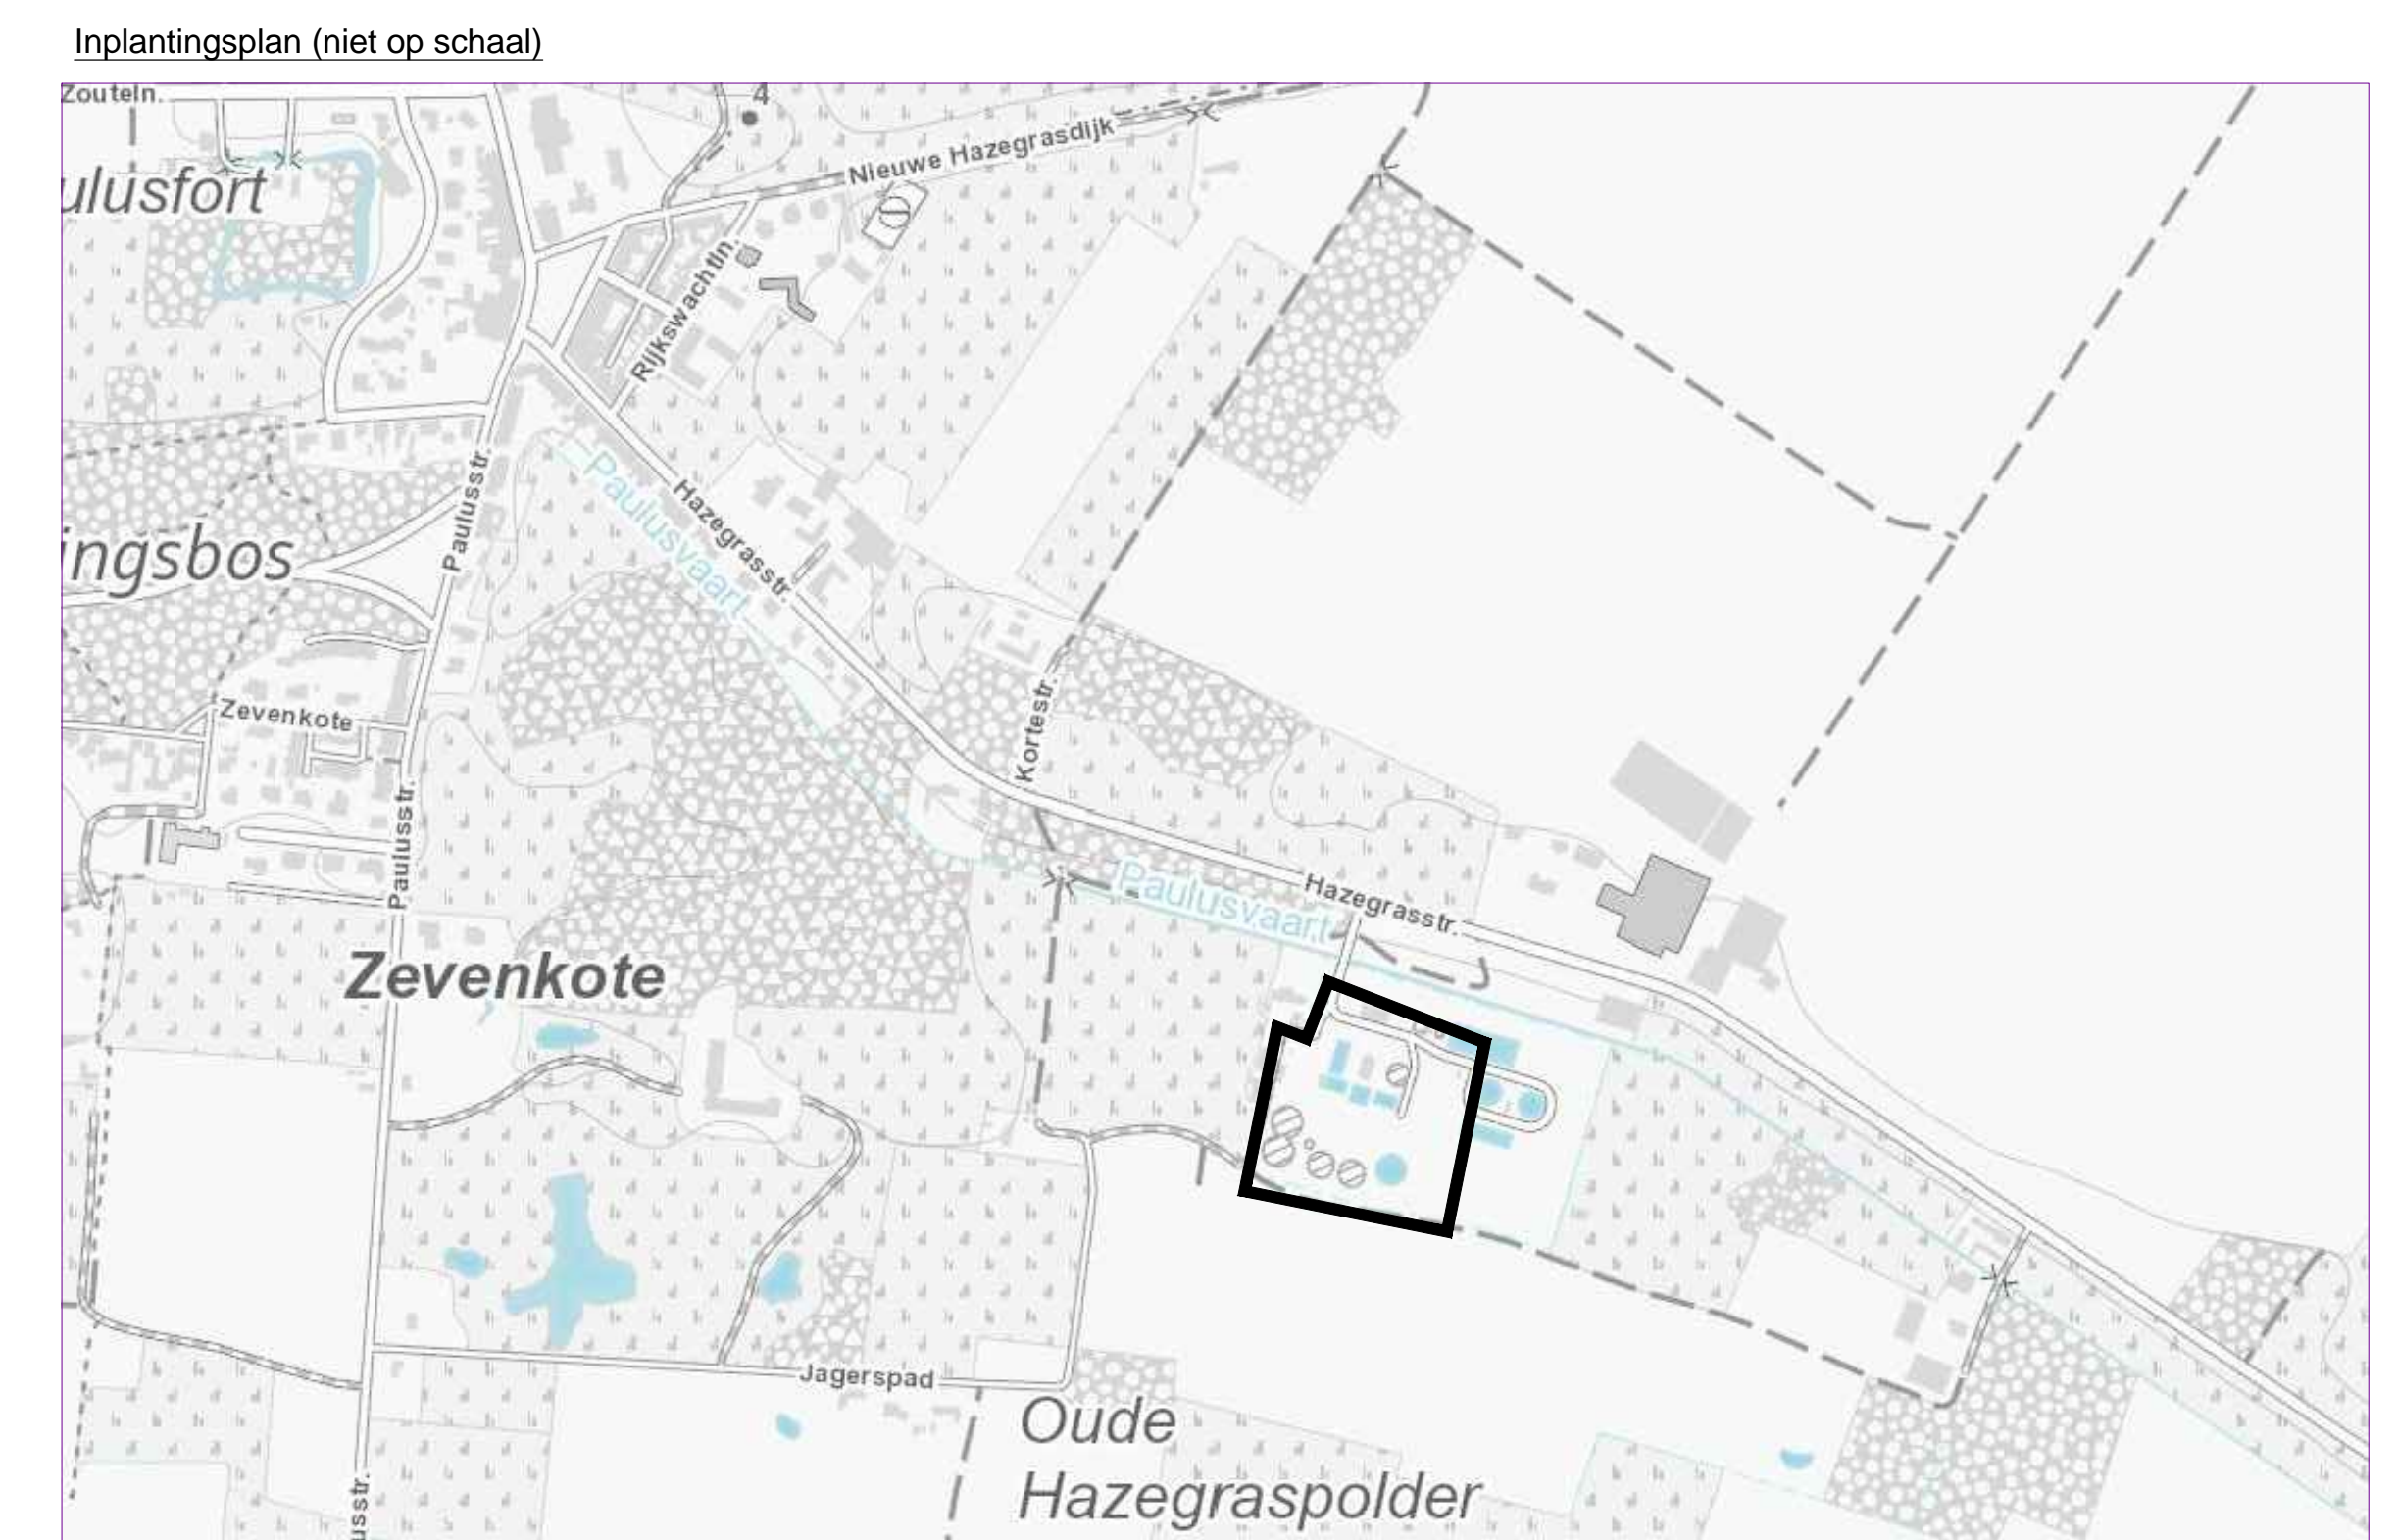 Inplantingsplan (niet op schaal)
Zouteln.
4
Nieuwe Hazegrasdijk
ulusfort
Rijkswachtln.
Paulusstr.
Paulusvaart
Hazegrasstr.
ingsbos
Zevenkote
Kortestr.
Paulusstr.
Paulusvaart
Hazegrasstr.
Zevenkote
Jagerspad
Oude
Hazegraspolder
usstr.